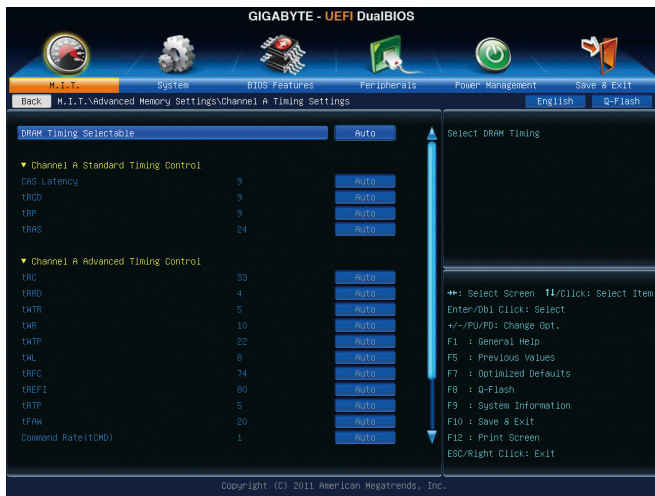 GIGABYTE - UEFI DualBIOS
M.I.T. System BIOS Features Peripherals Power Management Save & Exit
Back M.I.T.\Advanced Memory Settings\Channel A Timing Settings English Q-Flash
DRAM Timing Selectable Auto
▼ Channel A Standard Timing Control
CAS Latency 9 Auto
tRCD 9 Auto
tRP 9 Auto
tRAS 24 Auto
▼ Channel A Advanced Timing Control
tRC 33 Auto
tRRD 4 Auto
tWTR 5 Auto
tWR 10 Auto
tWTP 22 Auto
tWL 8 Auto
tRFC 74 Auto
tREFI 80 Auto
tRTP 5 Auto
tFAW 20 Auto
Command Rate(tCMD) 1 Auto
Select DRAM Timing
→←: Select Screen ↑↓/Click: Select Item
Enter/Dbl Click: Select
+/-/PU/PD: Change Opt.
F1 : General Help
F5 : Previous Values
F7 : Optimized Defaults
F8 : Q-Flash
F9 : System Information
F10 : Save & Exit
F12 : Print Screen
ESC/Right Click: Exit
Copyright (C) 2011 American Megatrends, Inc.